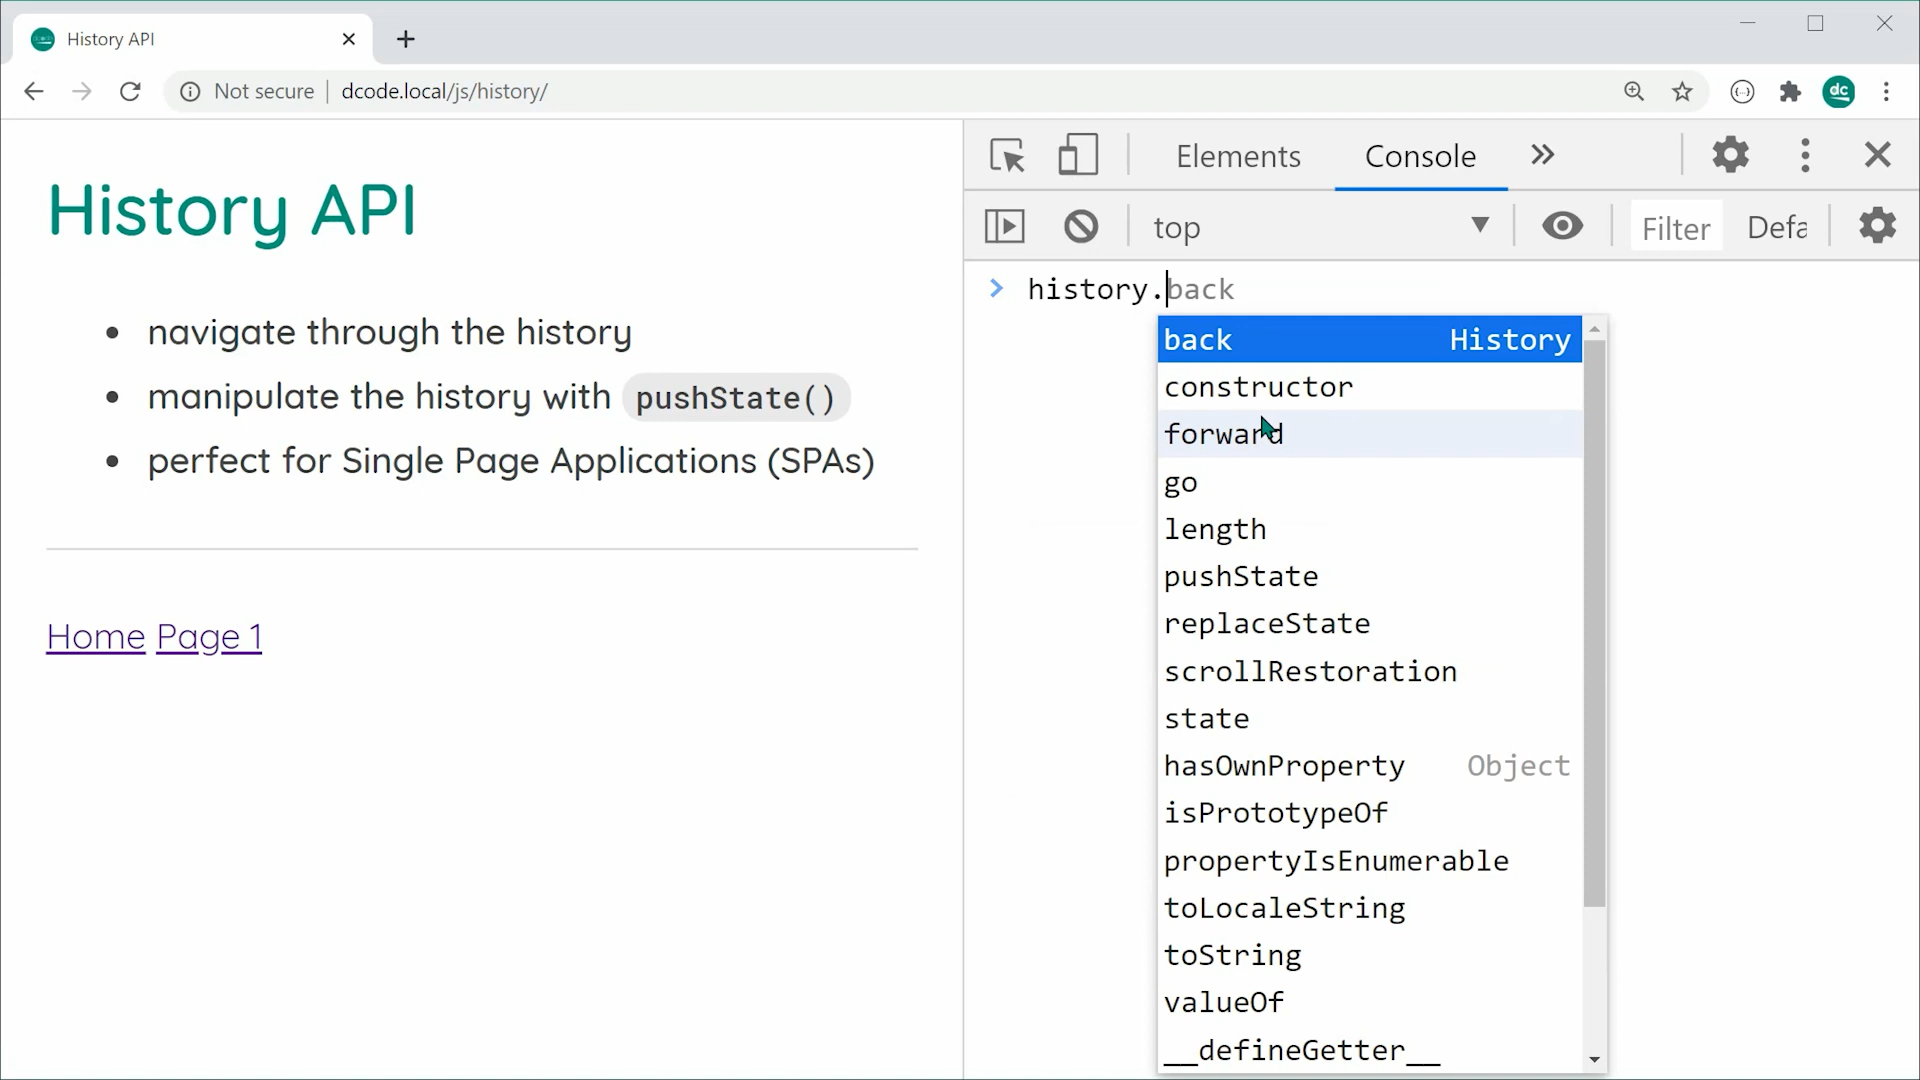 History API
Not secure
dcode.local/js/history/
dc
History API
navigate through the history
manipulate the history with pushState()
perfect for Single Page Applications (SPAs)
Home Page 1
Elements Console
top Filter Defa
history.back
back History
constructor
forward
go
length
pushState
replaceState
scrollRestoration
state
hasOwnProperty Object
isPrototypeOf
propertyIsEnumerable
toLocaleString
toString
valueOf
__defineGetter__